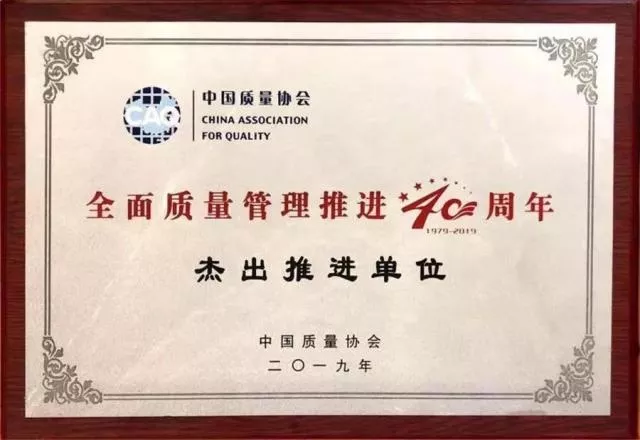 CAQ
中国质量协会
CHINA ASSOCIATION
FOR QUALITY
全面质量管理推进40周年
1979-2019
杰出推进单位
中国质量协会
二〇一九年